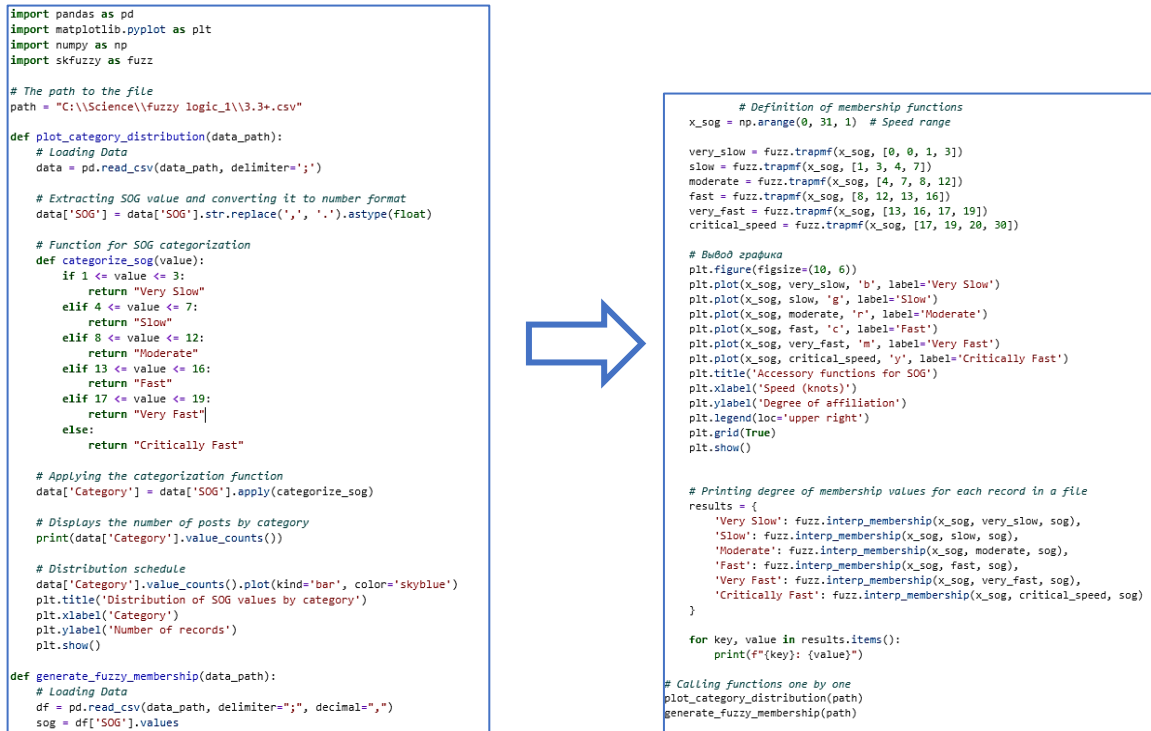 import pandas as pd
import matplotlib.pyplot as plt
import numpy as np
import skfuzzy as fuzz

# The path to the file
path = "C:\\Science\\fuzzy logic_1\\3.3+.csv"

def plot_category_distribution(data_path):
    # Loading Data
    data = pd.read_csv(data_path, delimiter=';')

    # Extracting SOG value and converting it to number format
    data['SOG'] = data['SOG'].str.replace(',', '.').astype(float)

    # Function for SOG categorization
    def categorize_sog(value):
        if 1 <= value <= 3:
            return "Very Slow"
        elif 4 <= value <= 7:
            return "Slow"
        elif 8 <= value <= 12:
            return "Moderate"
        elif 13 <= value <= 16:
            return "Fast"
        elif 17 <= value <= 19:
            return "Very Fast"
        else:
            return "Critically Fast"

    # Applying the categorization function
    data['Category'] = data['SOG'].apply(categorize_sog)

    # Displays the number of posts by category
    print(data['Category'].value_counts())

    # Distribution schedule
    data['Category'].value_counts().plot(kind='bar', color='skyblue')
    plt.title('Distribution of SOG values by category')
    plt.xlabel('Category')
    plt.ylabel('Number of records')
    plt.show()

def generate_fuzzy_membership(data_path):
    # Loading Data
    df = pd.read_csv(data_path, delimiter=";", decimal=",")
    sog = df['SOG'].values

        # Definition of membership functions
    x_sog = np.arange(0, 31, 1)  # Speed range

    very_slow = fuzz.trapmf(x_sog, [0, 0, 1, 3])
    slow = fuzz.trapmf(x_sog, [1, 3, 4, 7])
    moderate = fuzz.trapmf(x_sog, [4, 7, 8, 12])
    fast = fuzz.trapmf(x_sog, [8, 12, 13, 16])
    very_fast = fuzz.trapmf(x_sog, [13, 16, 17, 19])
    critical_speed = fuzz.trapmf(x_sog, [17, 19, 20, 30])

    # Вывод графика
    plt.figure(figsize=(10, 6))
    plt.plot(x_sog, very_slow, 'b', label='Very Slow')
    plt.plot(x_sog, slow, 'g', label='Slow')
    plt.plot(x_sog, moderate, 'r', label='Moderate')
    plt.plot(x_sog, fast, 'c', label='Fast')
    plt.plot(x_sog, very_fast, 'm', label='Very Fast')
    plt.plot(x_sog, critical_speed, 'y', label='Critically Fast')
    plt.title('Accessory functions for SOG')
    plt.xlabel('Speed (knots)')
    plt.ylabel('Degree of affiliation')
    plt.legend(loc='upper right')
    plt.grid(True)
    plt.show()

    # Printing degree of membership values for each record in a file
    results = {
        'Very Slow': fuzz.interp_membership(x_sog, very_slow, sog),
        'Slow': fuzz.interp_membership(x_sog, slow, sog),
        'Moderate': fuzz.interp_membership(x_sog, moderate, sog),
        'Fast': fuzz.interp_membership(x_sog, fast, sog),
        'Very Fast': fuzz.interp_membership(x_sog, very_fast, sog),
        'Critically Fast': fuzz.interp_membership(x_sog, critical_speed, sog)
    }

    for key, value in results.items():
        print(f"{key}: {value}")

# Calling functions one by one
plot_category_distribution(path)
generate_fuzzy_membership(path)